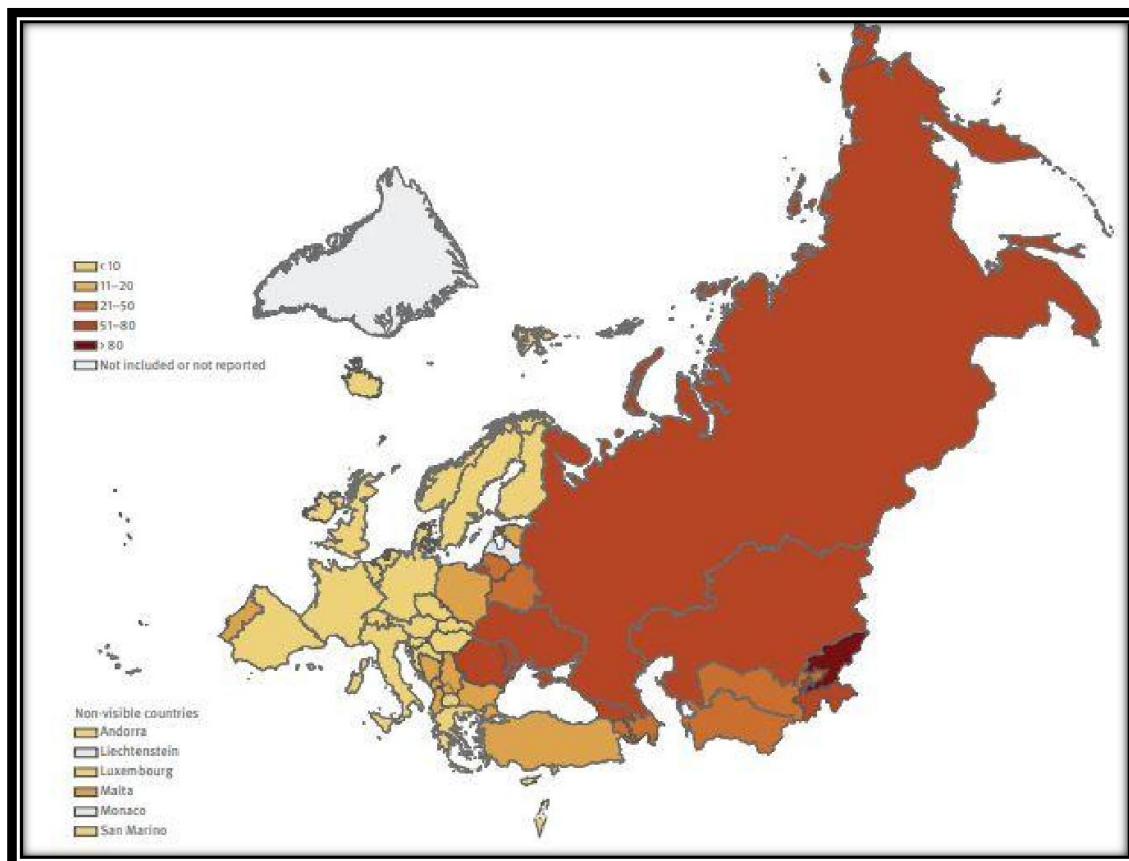 <10
11–20
21–50
51–80
>80
Not included or not reported
Non-visible countries
Andorra
Liechtenstein
Luxembourg
Malta
Monaco
San Marino